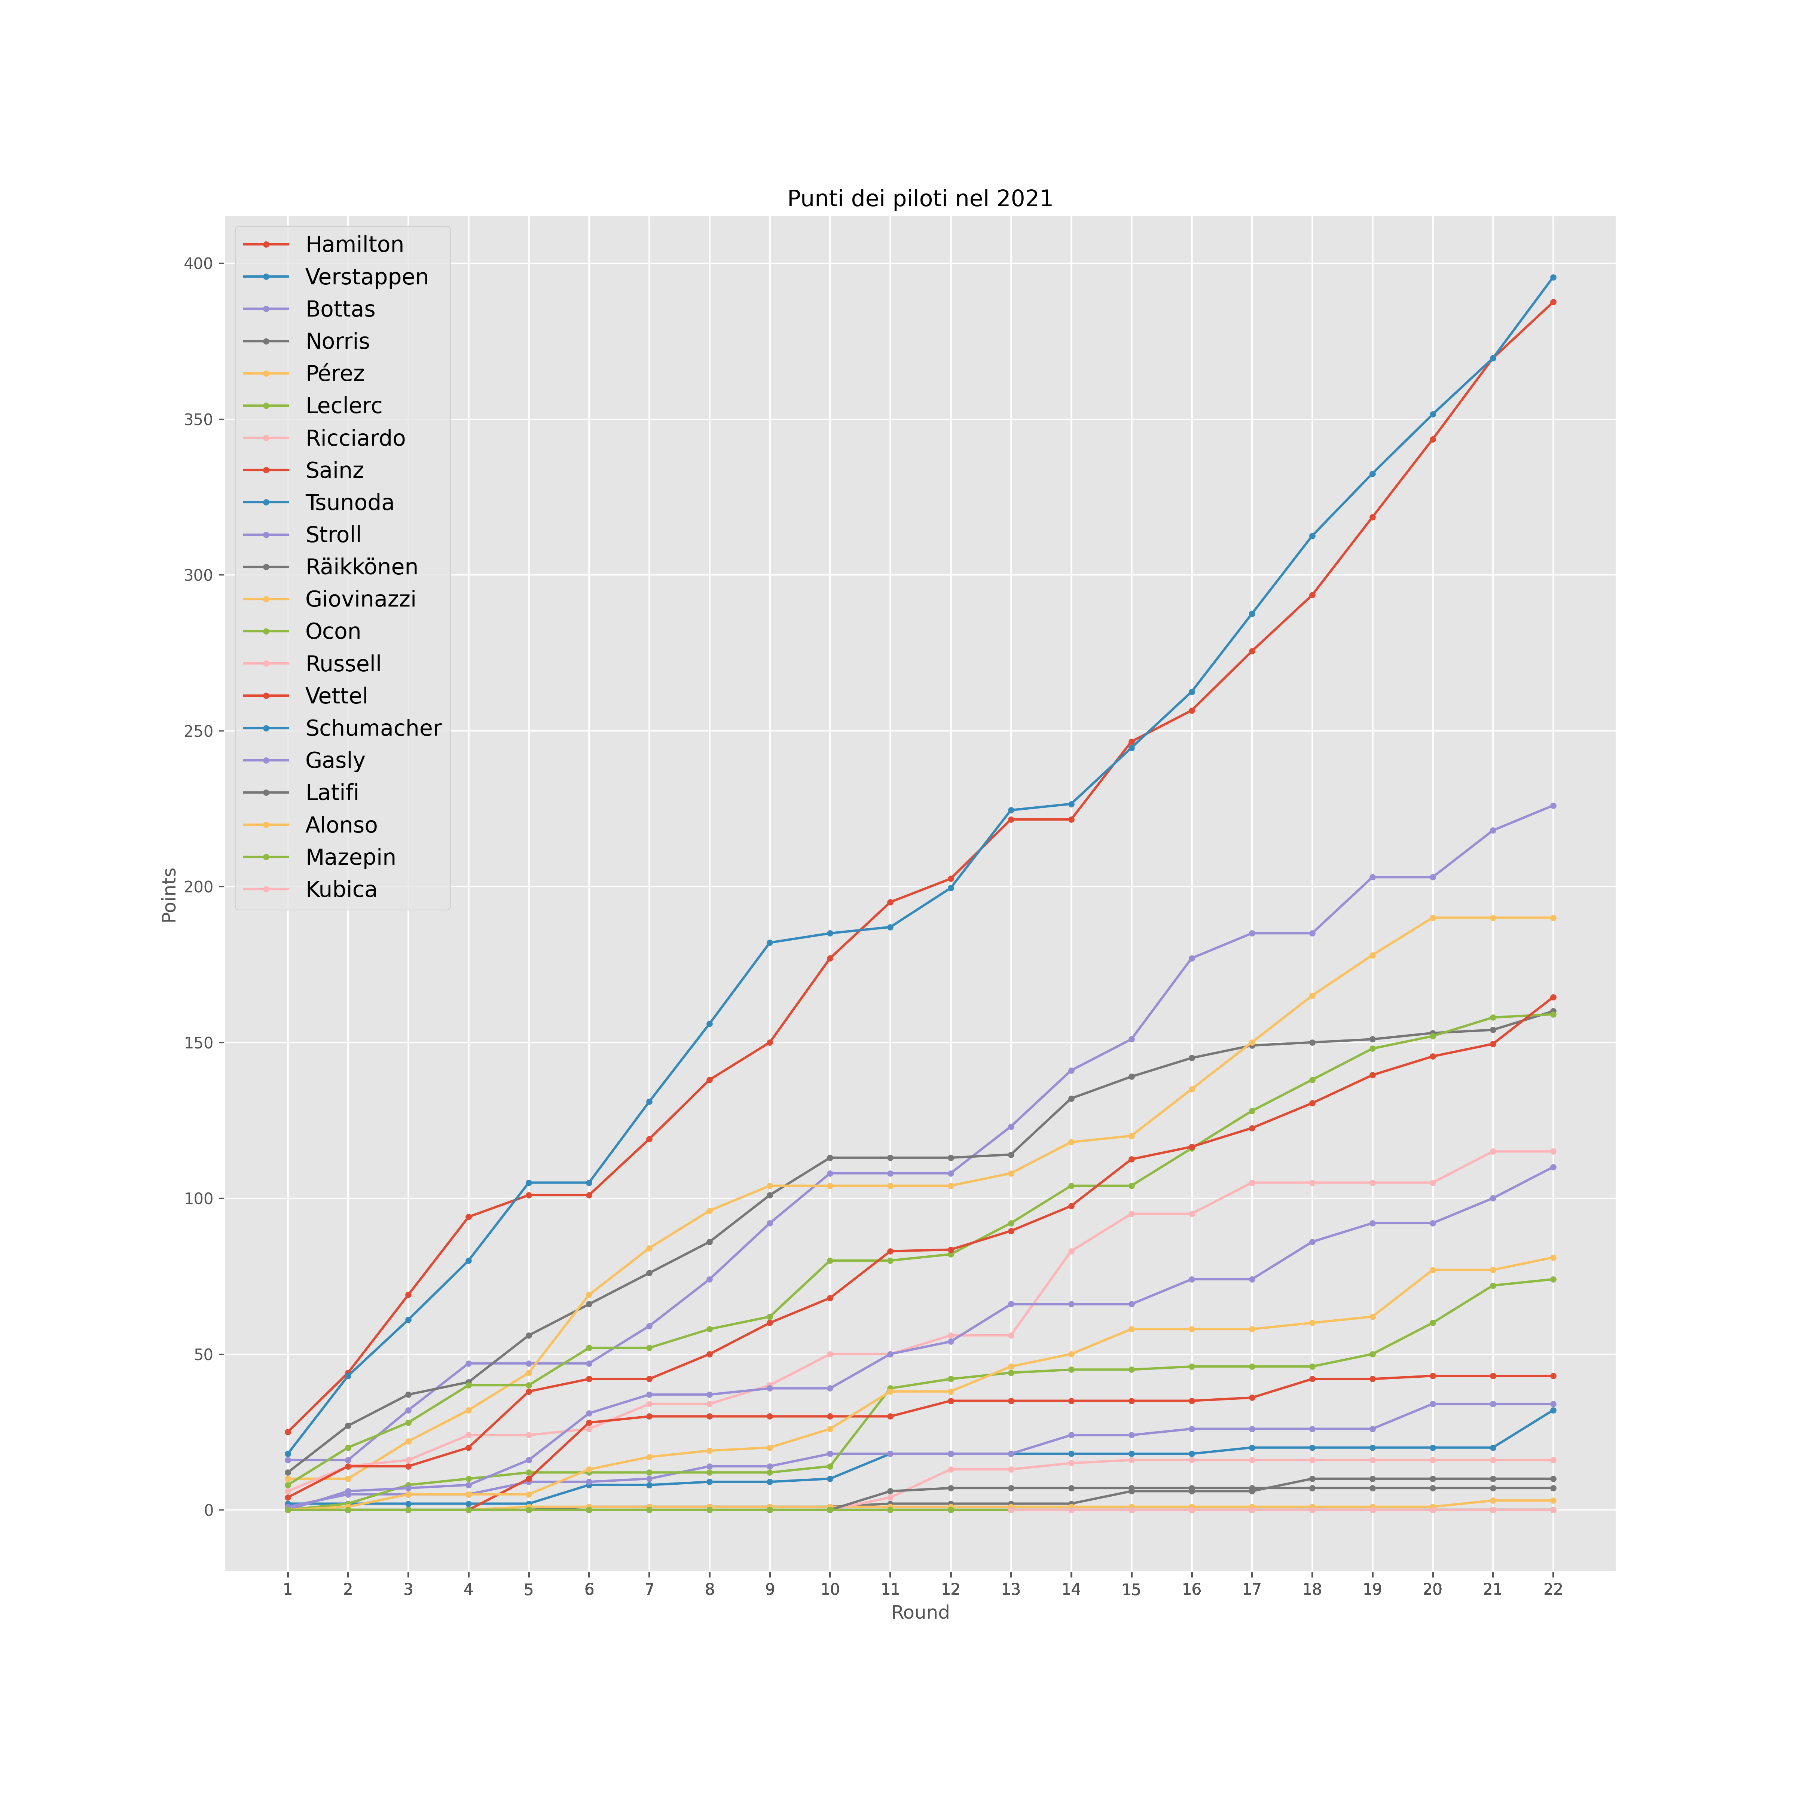 Punti dei piloti nel 2021
Hamilton
Verstappen
Bottas
Norris
Pérez
Leclerc
Ricciardo
Sainz
Tsunoda
Stroll
Räikkönen
Giovinazzi
Ocon
Russell
Vettel
Schumacher
Gasly
Latifi
Alonso
Mazepin
Kubica
Points
400
350
300
250
200
150
100
50
0
1 2 3 4 5 6 7 8 9 10 11 12 13 14 15 16 17 18 19 20 21 22
Round